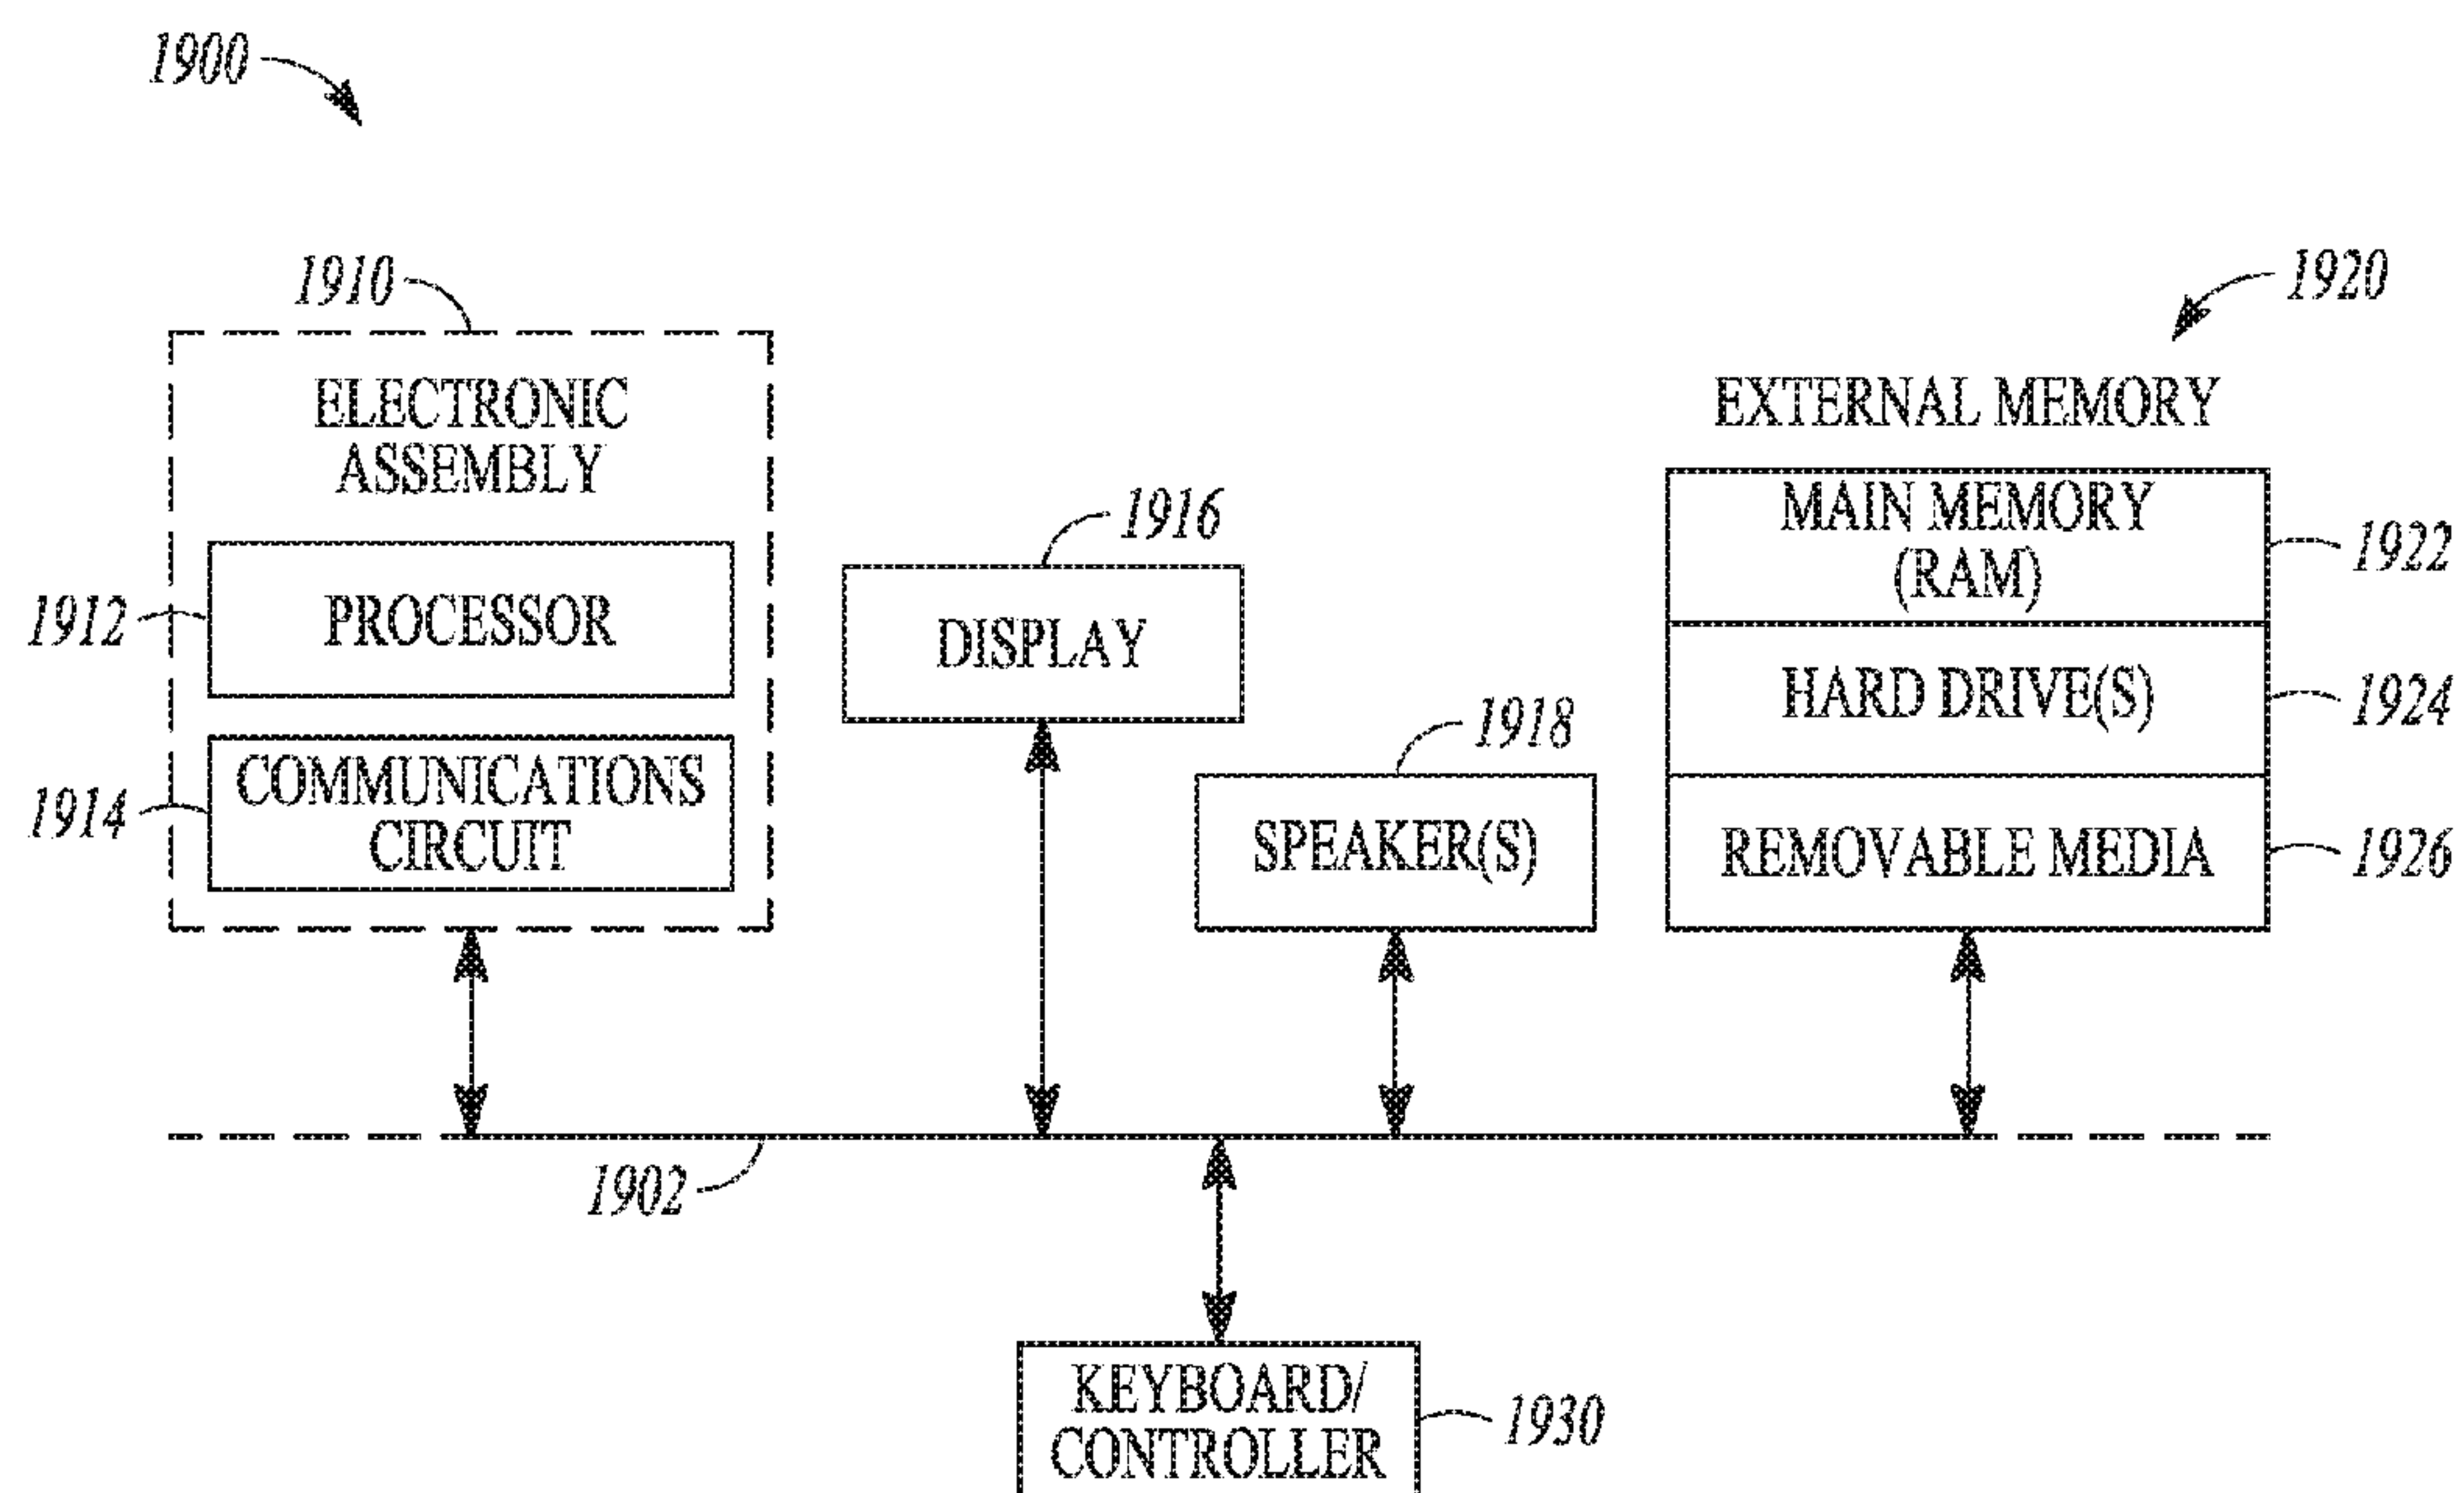 1900
1910
1920
ELECTRONIC
ASSEMBLY
EXTERNAL MEMORY
1916
MAIN MEMORY
(RAM)
1922
1912
PROCESSOR
DISPLAY
HARD DRIVE(S)
1924
1918
COMMUNICATIONS
CIRCUIT
1914
SPEAKER(S)
REMOVABLE MEDIA
1926
1902
KEYBOARD/
CONTROLLER
1930